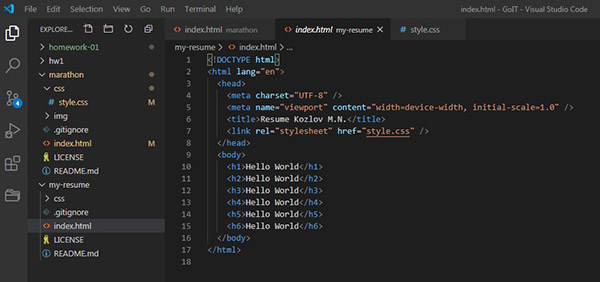 File Edit Selection View Go Run Terminal Help index.html - GoIT - Visual Studio Code
EXPLORE... ...
homework-01
hw1
marathon
css
style.css M
img
.gitignore
index.html M
LICENSE
README.md
my-resume
css
.gitignore
index.html
LICENSE
README.md
4
index.html marathon index.html my-resume style.css
my-resume > index.html > ...
1 <!DOCTYPE html>
2 <html lang="en">
3 <head>
4 <meta charset="UTF-8" />
5 <meta name="viewport" content="width=device-width, initial-scale=1.0" />
6 <title>Resume Kozlov M.N.</title>
7 <link rel="stylesheet" href="style.css" />
8 </head>
9 <body>
10 <h1>Hello World</h1>
11 <h2>Hello World</h2>
12 <h3>Hello World</h3>
13 <h4>Hello World</h4>
14 <h5>Hello World</h5>
15 <h6>Hello World</h6>
16 </body>
17 </html>
18